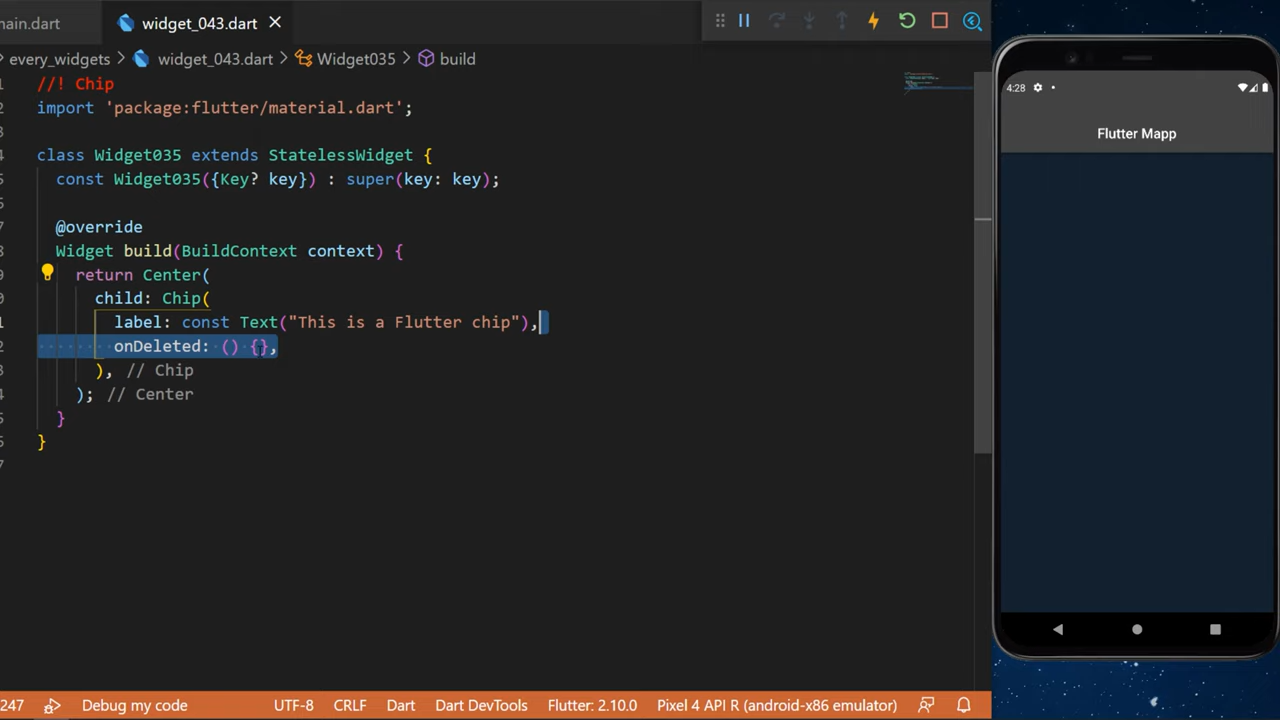 main.dart
widget_043.dart
every_widgets > widget_043.dart > Widget035 > build
//! Chip
import 'package:flutter/material.dart';
class Widget035 extends StatelessWidget {
const Widget035({Key? key}) : super(key: key);
@override
Widget build(BuildContext context) {
return Center(
child: Chip(
label: const Text("This is a Flutter chip"),
onDeleted: () {},
), // Chip
); // Center
}
}
247
Debug my code
UTF-8
CRLF
Dart
Dart DevTools
Flutter: 2.10.0
Pixel 4 API R (android-x86 emulator)
4:28
Flutter Mapp